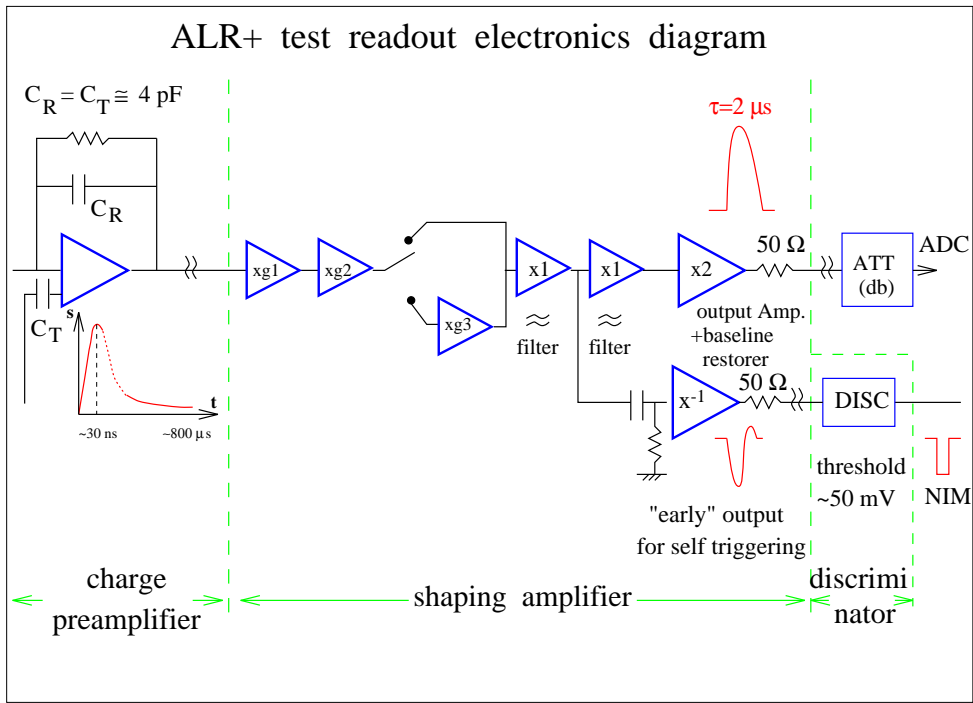 ALR+ test readout electronics diagram
C_R = C_T ≅ 4 pF
τ=2 μs
C_R
50 Ω
ADC
xg1
xg2
x1
x1
x2
ATT
(db)
C_T
s
xg3
≈
≈
filter
filter
output Amp.
+baseline
restorer
50 Ω
x^-1
DISC
t
~30 ns
~800 μs
threshold
~50 mV
NIM
"early" output
for self triggering
charge
preamplifier
shaping amplifier
discrimi
nator